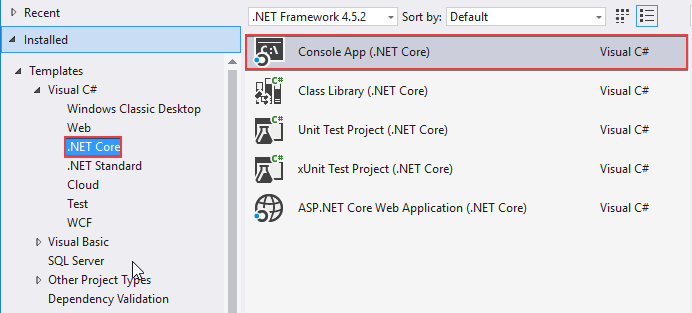 Recent
.NET Framework 4.5.2
Sort by: Default
Installed
Templates
Visual C#
Windows Classic Desktop
Web
.NET Core
.NET Standard
Cloud
Test
WCF
Visual Basic
SQL Server
Other Project Types
Dependency Validation
C:\
Console App (.NET Core)
Visual C#
C#
Class Library (.NET Core)
Visual C#
C#
Unit Test Project (.NET Core)
Visual C#
C#
xUnit Test Project (.NET Core)
Visual C#
ASP.NET Core Web Application (.NET Core)
Visual C#